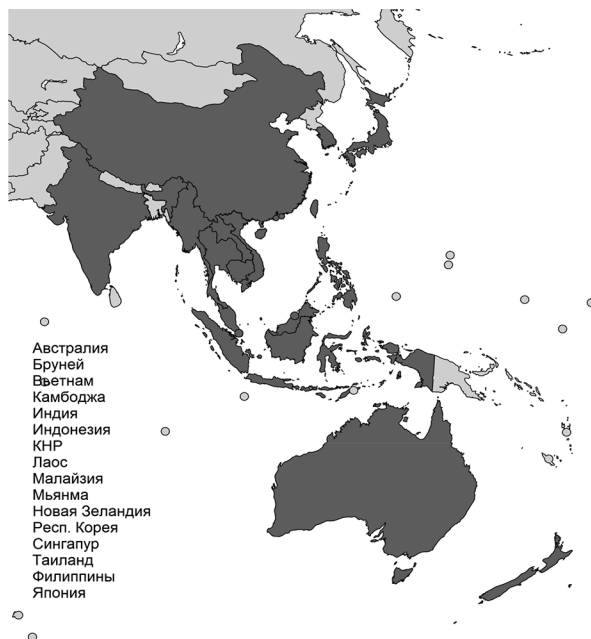 Австралия
Бруней
Вьетнам
Камбоджа
Индия
Индонезия
КНР
Лаос
Малайзия
Мьянма
Новая Зеландия
Респ. Корея
Сингапур
Таиланд
Филиппины
Япония